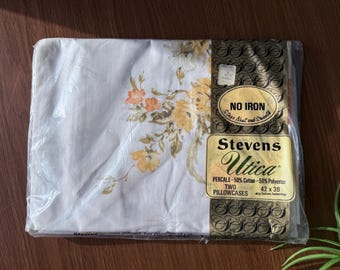 NO IRON
Stevens
Utica
PERCALE - 50% Cotton - 50% Polyester
TWO
PILLOWCASES
42 x 36